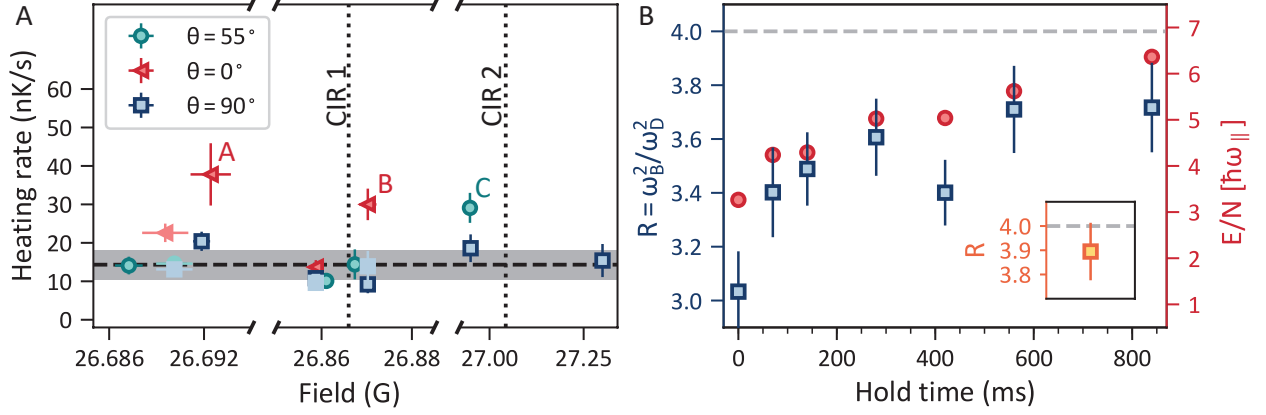 A
θ = 55°
θ = 0°
θ = 90°
Heating rate (nK/s)
60
50
40
30
20
10
0
CIR 1
CIR 2
A
B
C
26.686
26.692
26.86
26.88
27.00
27.25
Field (G)
B
R = ω_B^2/ω_D^2
4.0
3.8
3.6
3.4
3.2
3.0
E/N [ħω∥]
7
6
5
4
3
2
1
R
4.0
3.9
3.8
0
200
400
600
800
Hold time (ms)